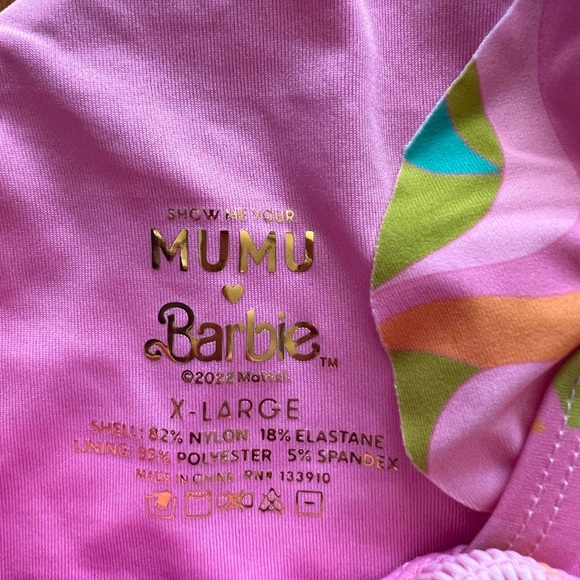 SHOW ME YOUR
MUMU
Barbie™
©2022 Mattel.
X-LARGE
SHELL: 82% NYLON 18% ELASTANE
LINING: 95% POLYESTER 5% SPANDEX
MADE IN CHINA RN# 133910